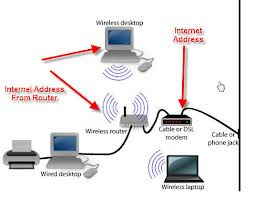 Wireless desktop
Internet
Address
Internet Address
From Router
Wireless router
Cable or DSL
modem
Cable or
phone jack
Wired desktop
Wireless laptop